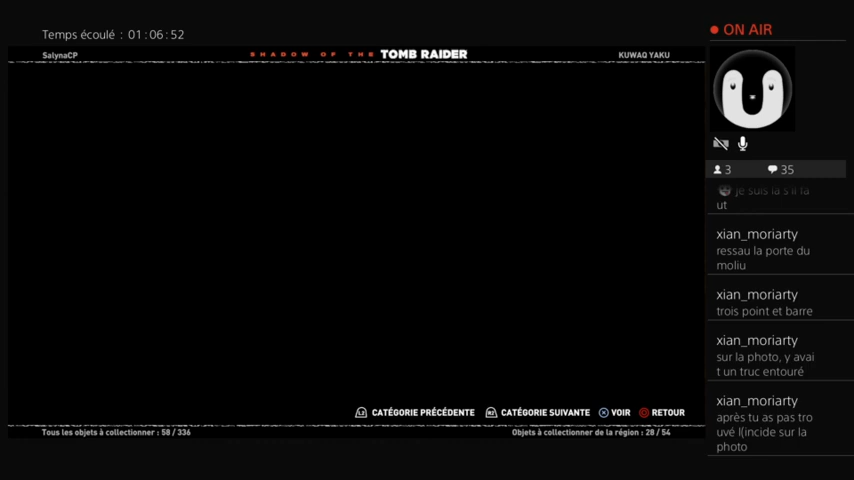 Temps écoulé : 01:06:52
ON AIR
SalynaCP
SHADOW OF THE TOMB RAIDER
KUWAQ YAKU
3
35
je suis la s il fa
ut
xian_moriarty
ressau la porte du
moliu
xian_moriarty
trois point et barre
xian_moriarty
sur la photo, y avai
t un truc entouré
xian_moriarty
après tu as pas tro
uvé l(incide sur la
photo
L2 CATÉGORIE PRÉCÉDENTE R2 CATÉGORIE SUIVANTE VOIR RETOUR
Tous les objets à collectionner : 58 / 336
Objets à collectionner de la région : 28 / 54